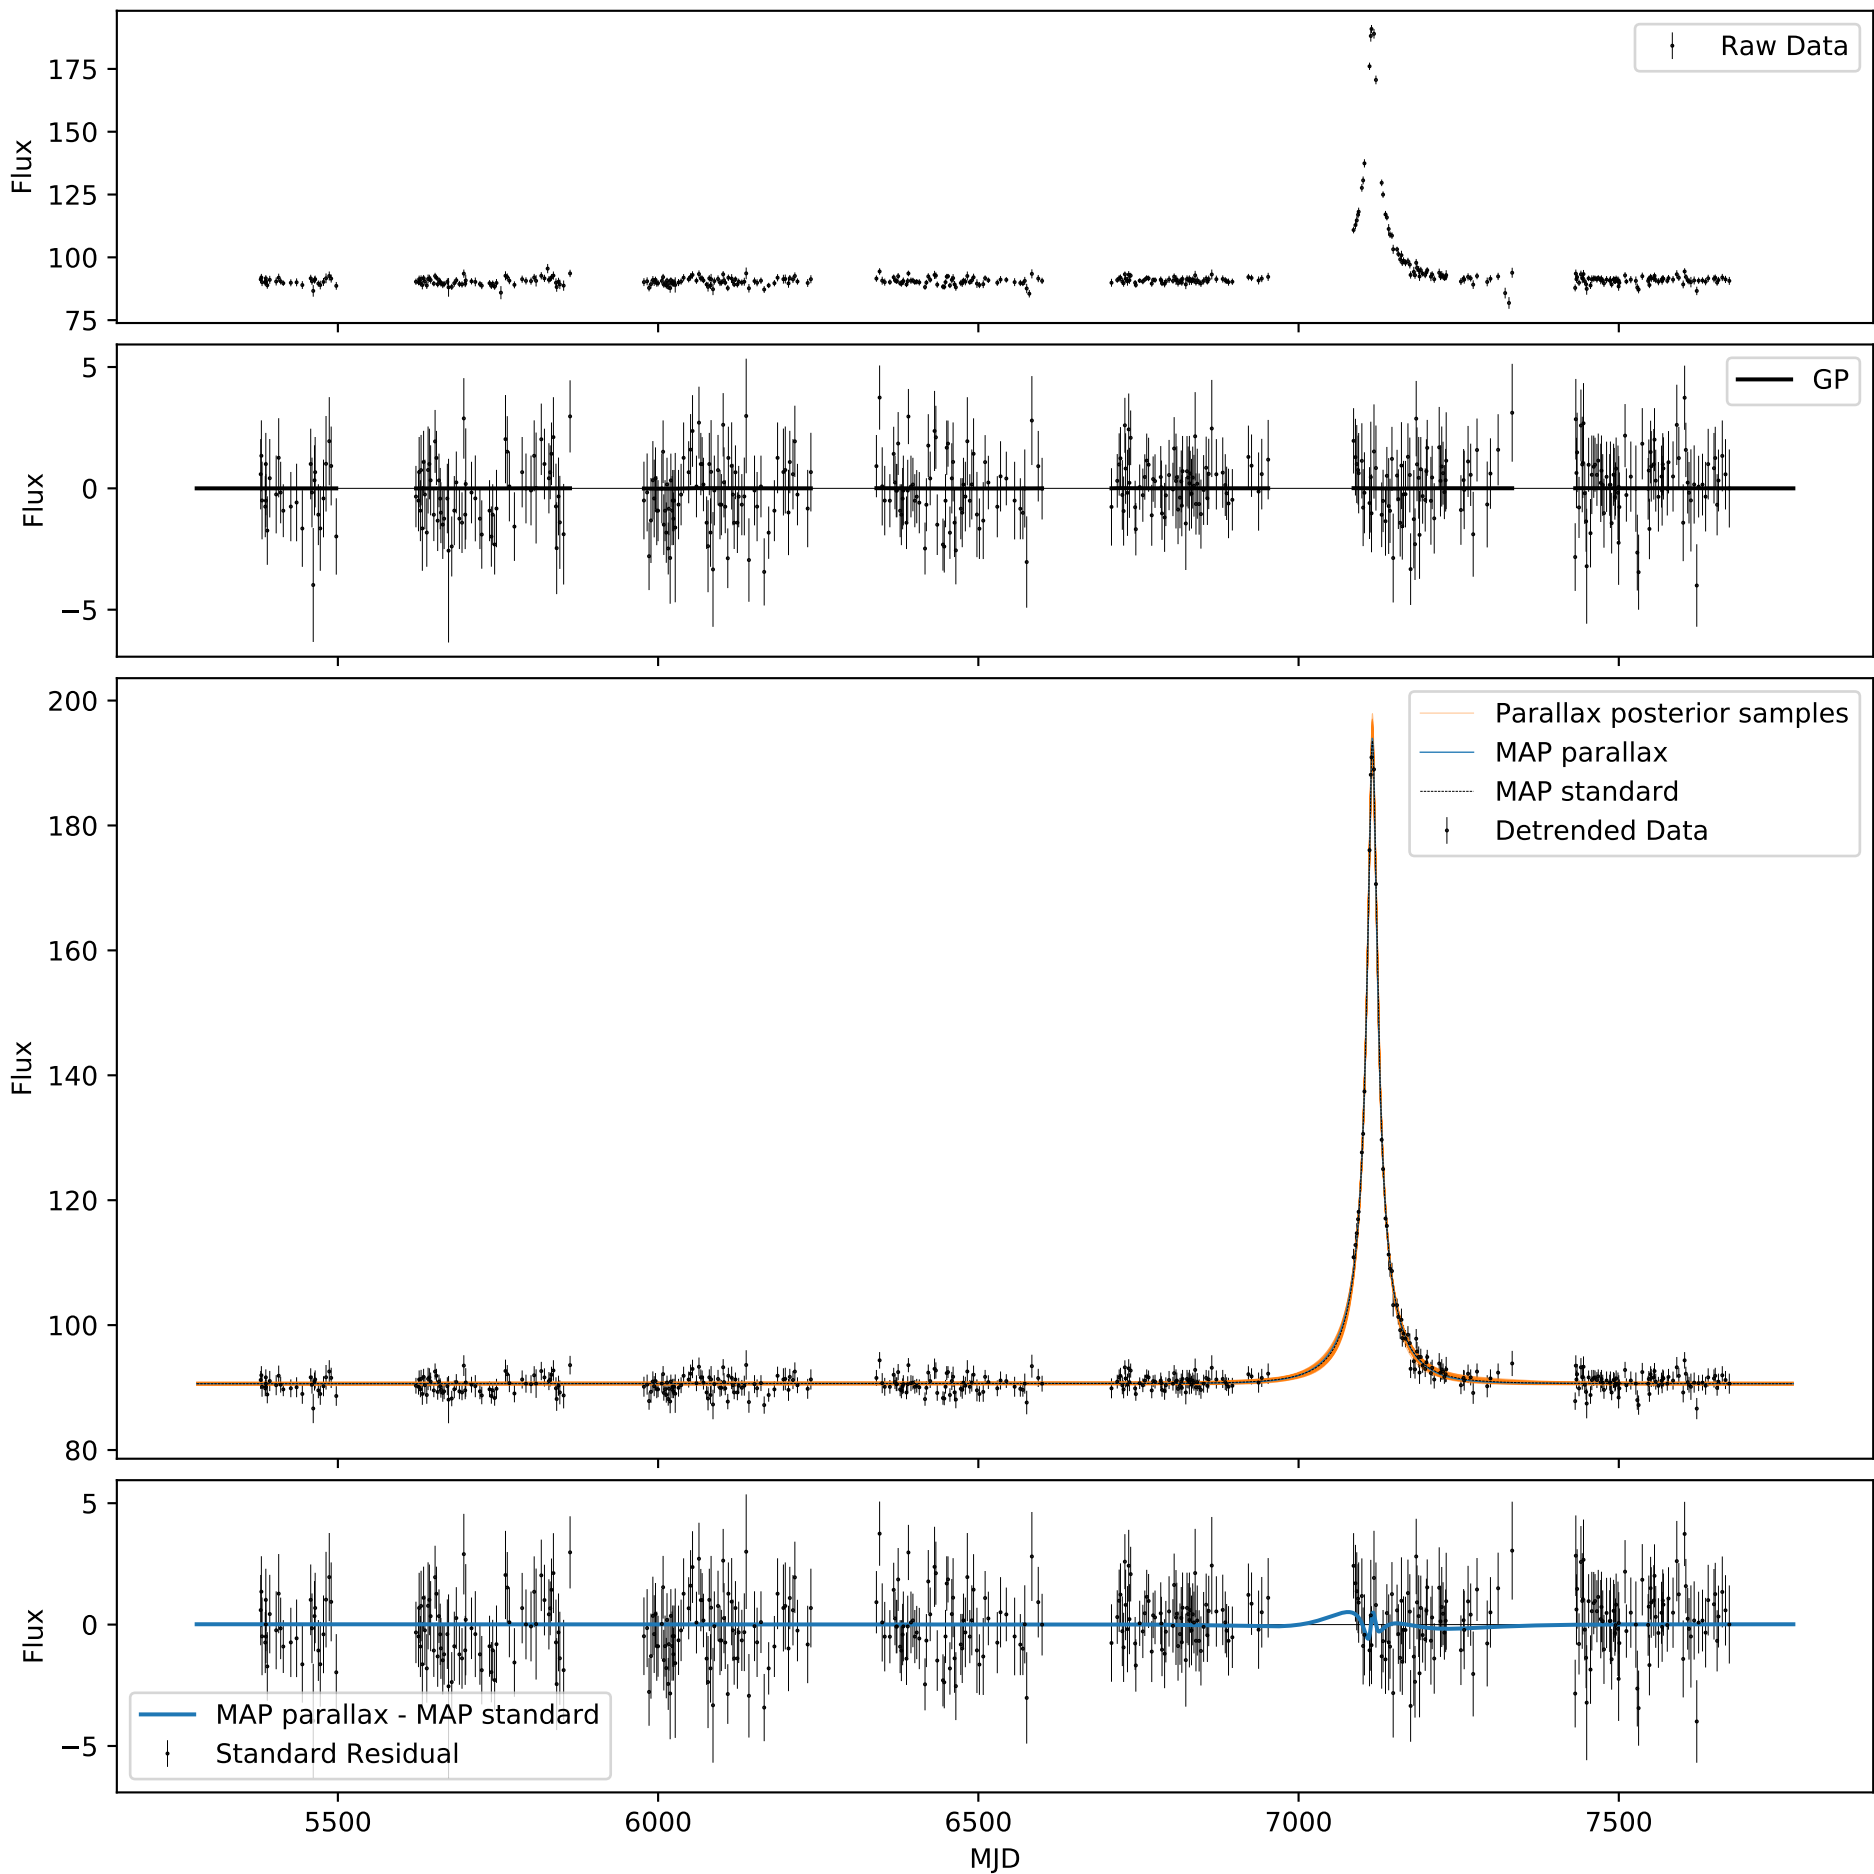 Raw Data
175
150
125
100
75
Flux
GP
5
0
−5
Flux
Parallax posterior samples
MAP parallax
MAP standard
Detrended Data
200
180
160
140
120
100
80
Flux
5
0
−5
Flux
MAP parallax - MAP standard
Standard Residual
5500 6000 6500 7000 7500
MJD